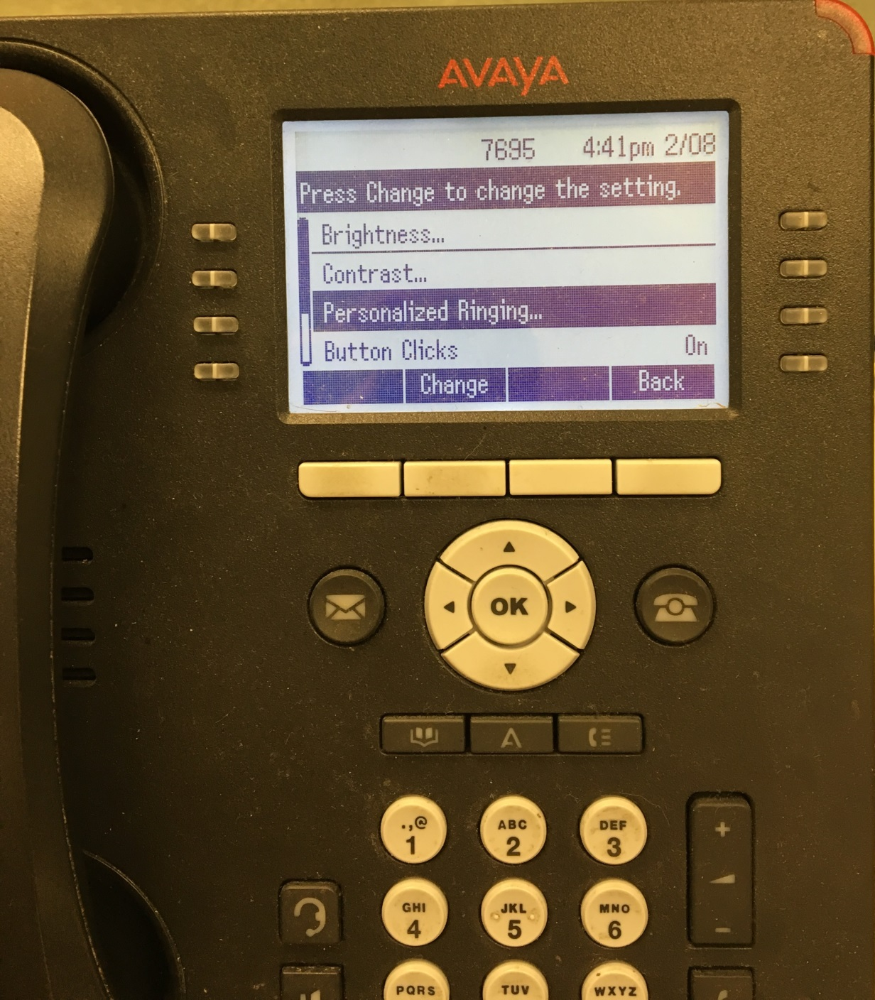 AVAYA
7695 4:41pm 2/08
Press Change to change the setting.
Brightness...
Contrast...
Personalized Ringing...
Button Clicks On
Change Back
OK
.,@ ABC DEF
1 2 3
GHI JKL MNO
4 5 6
PQRS TUV WXYZ